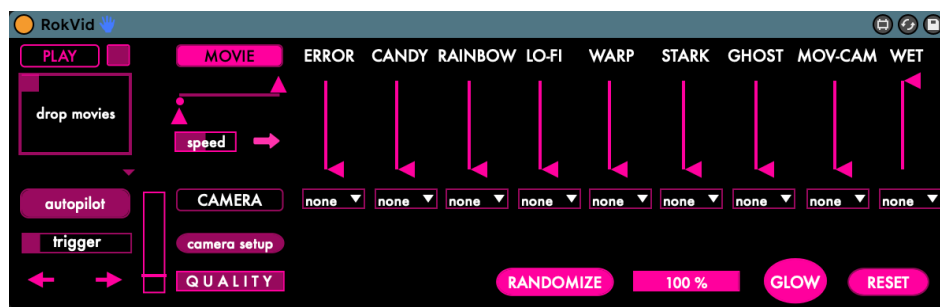 RokVid
PLAY MOVIE ERROR CANDY RAINBOW LO-FI WARP STARK GHOST MOV-CAM WET
drop movies
speed
autopilot CAMERA none none none none none none none none none
trigger camera setup
QUALITY RANDOMIZE 100 % GLOW RESET